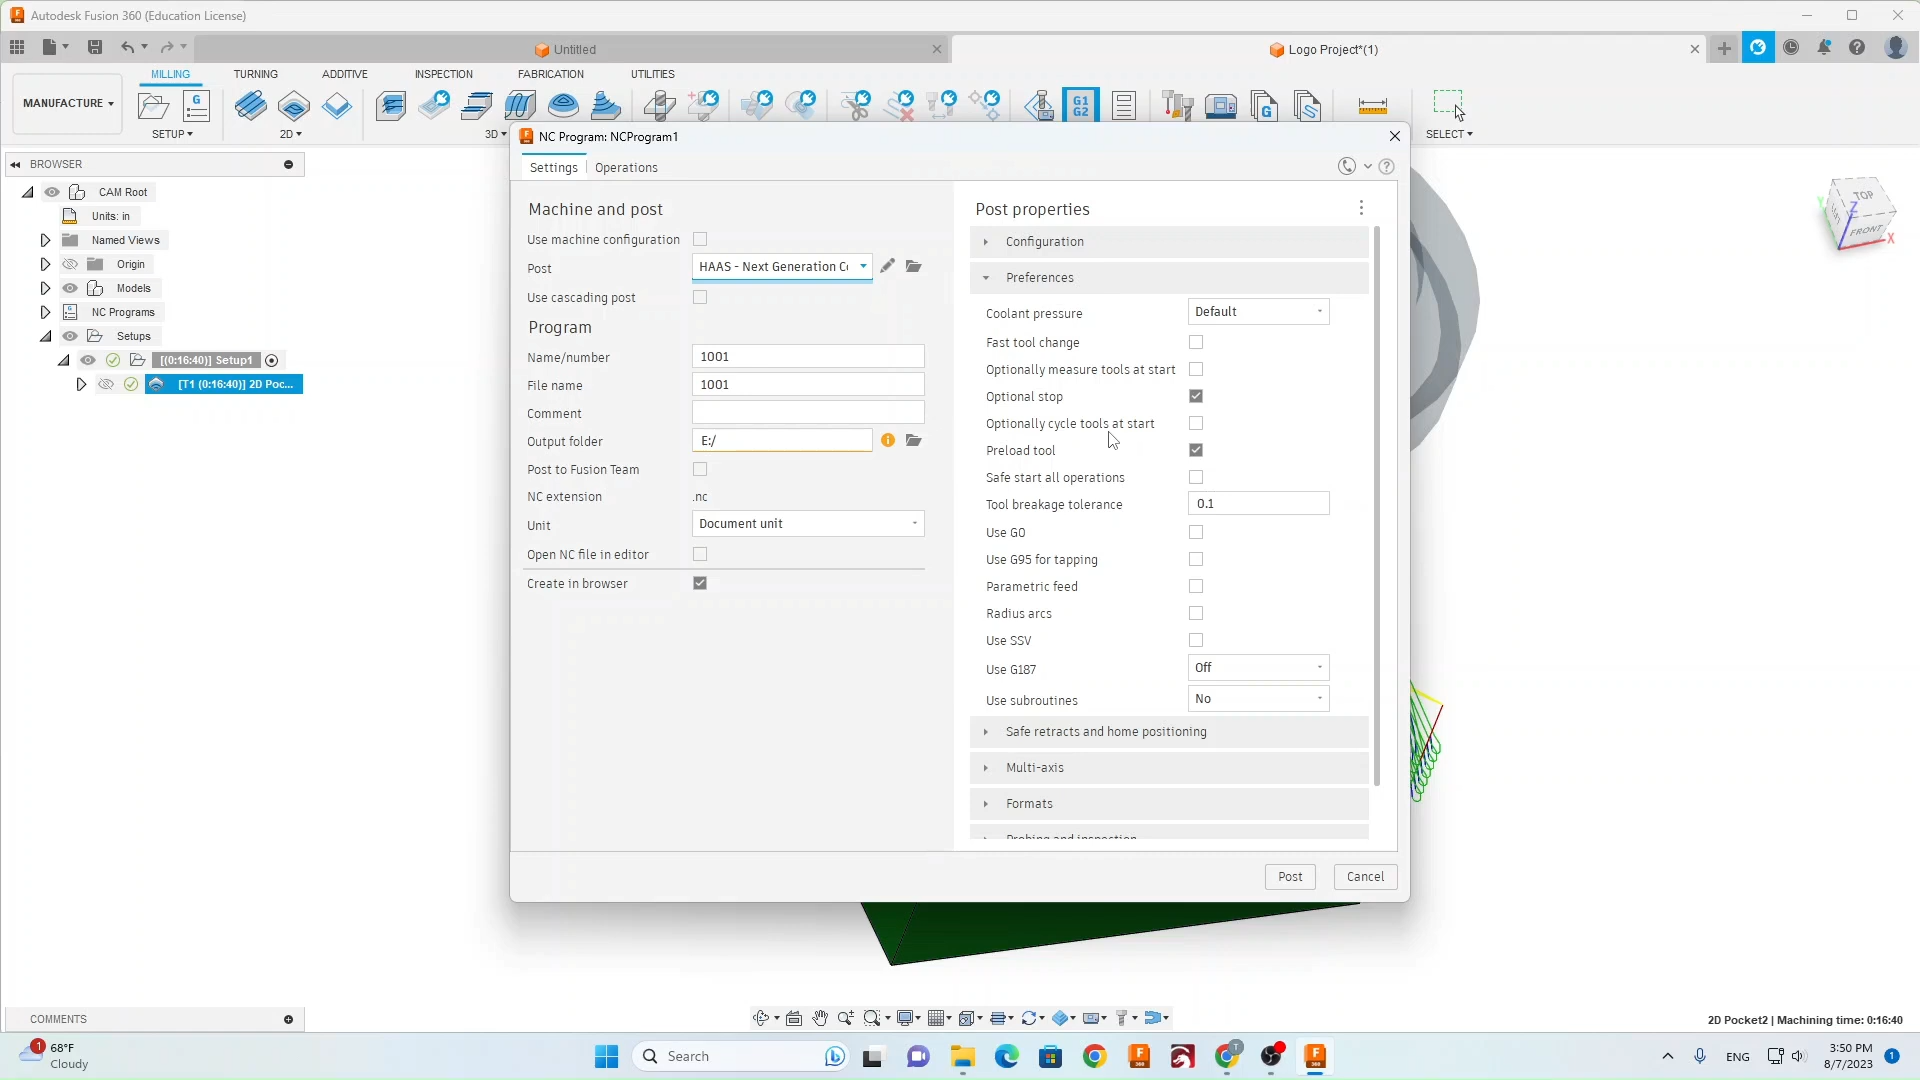 Autodesk Fusion 360 (Education License)
Untitled
Logo Project*(1)
MANUFACTURE
MILLING
TURNING
ADDITIVE
INSPECTION
FABRICATION
UTILITIES
G1
G2
SETUP
2D
3D
SELECT
BROWSER
CAM Root
Units: in
Named Views
Origin
Models
NC Programs
Setups
[(0:16:40)] Setup1
[T1 (0:16:40)] 2D Poc...
NC Program: NCProgram1
Settings
Operations
Machine and post
Use machine configuration
Post
HAAS - Next Generation Co
Use cascading post
Program
Name/number
1001
File name
1001
Comment
Output folder
E:/
Post to Fusion Team
NC extension
.nc
Unit
Document unit
Open NC file in editor
Create in browser
Post properties
Configuration
Preferences
Coolant pressure
Default
Fast tool change
Optionally measure tools at start
Optional stop
Optionally cycle tools at start
Preload tool
Safe start all operations
Tool breakage tolerance
0.1
Use G0
Use G95 for tapping
Parametric feed
Radius arcs
Use SSV
Use G187
Off
Use subroutines
No
Safe retracts and home positioning
Multi-axis
Formats
Probing and inspection
Post
Cancel
TOP
FRONT
Z
X
Y
COMMENTS
2D Pocket2 | Machining time: 0:16:40
1
68°F
Cloudy
Search
ENG
3:50 PM
8/7/2023
1